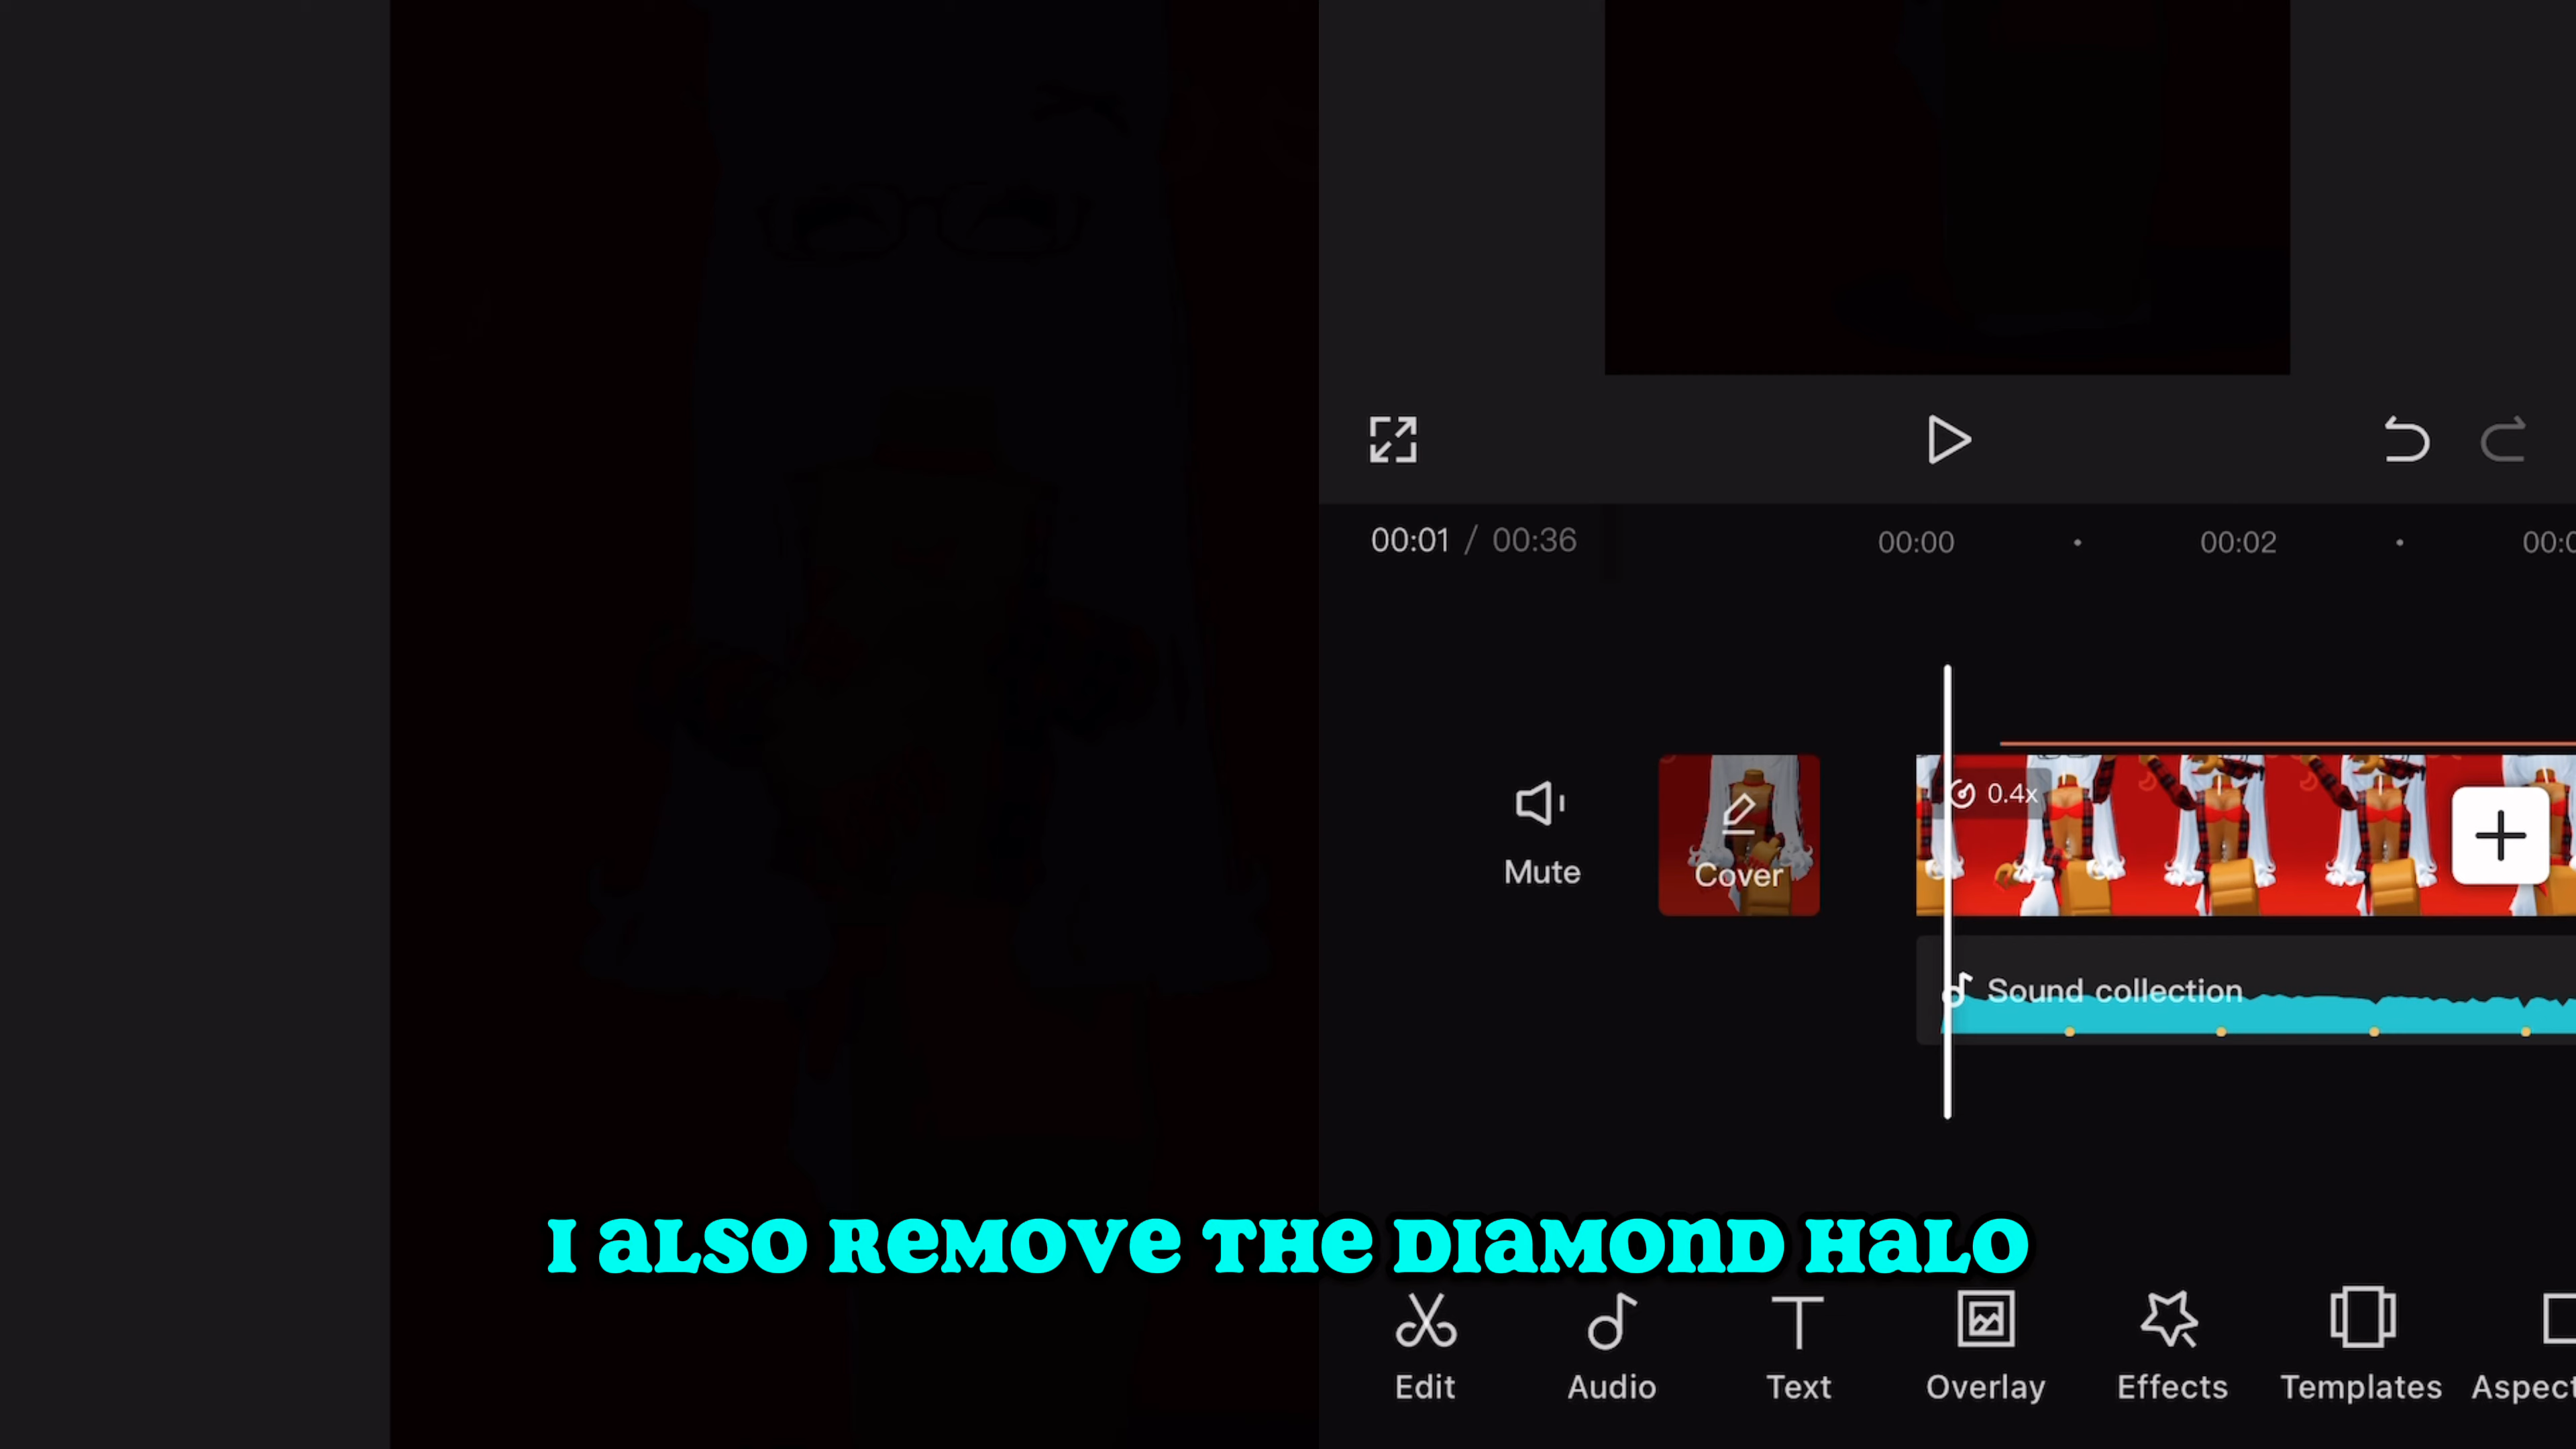 00:01 / 00:36
00:00
00:02
0.4x
Mute
Cover
Sound collection
I ALSO REMOVE THE DIAMOND HALO
Edit
Audio
Text
Overlay
Effects
Templates